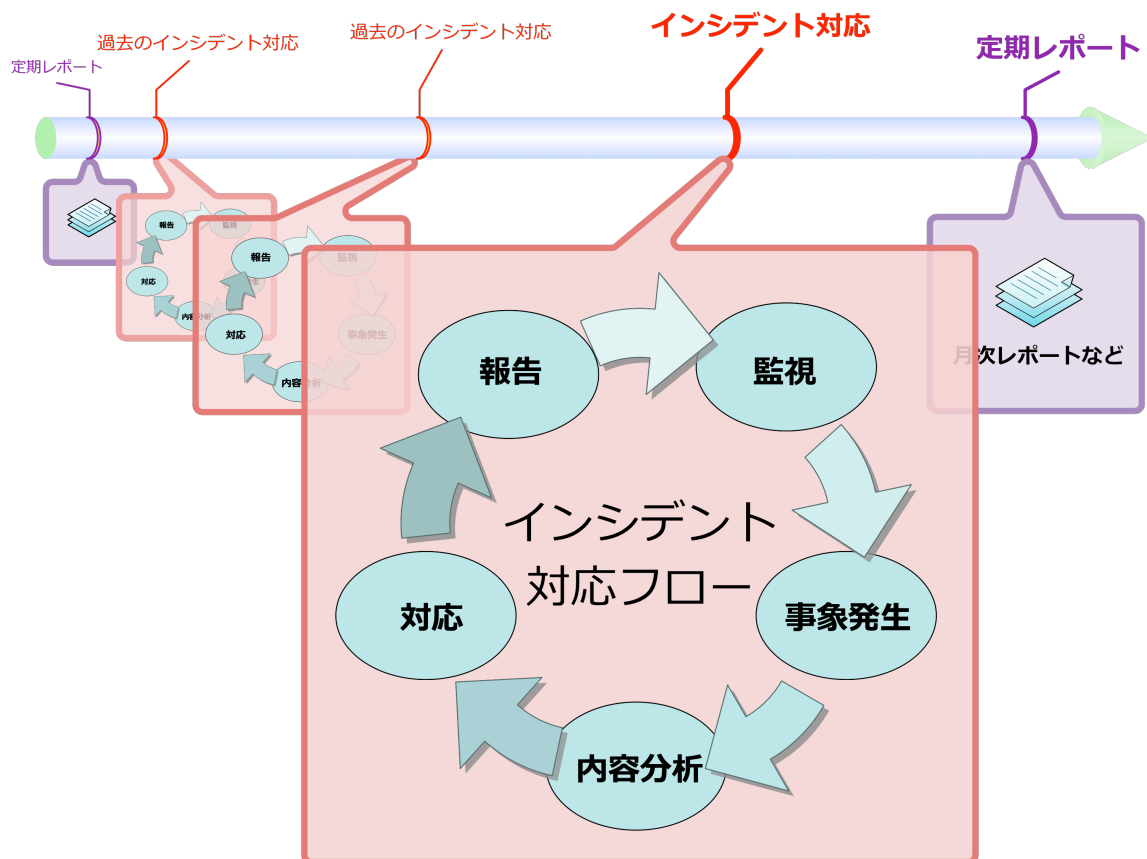 定期レポート
過去のインシデント対応
過去のインシデント対応
インシデント対応
定期レポート
報告
監視
対応
内容分析
報告
監視
対応
事象発生
内容分析
月次レポートなど
報告
監視
インシデント
対応フロー
対応
事象発生
内容分析